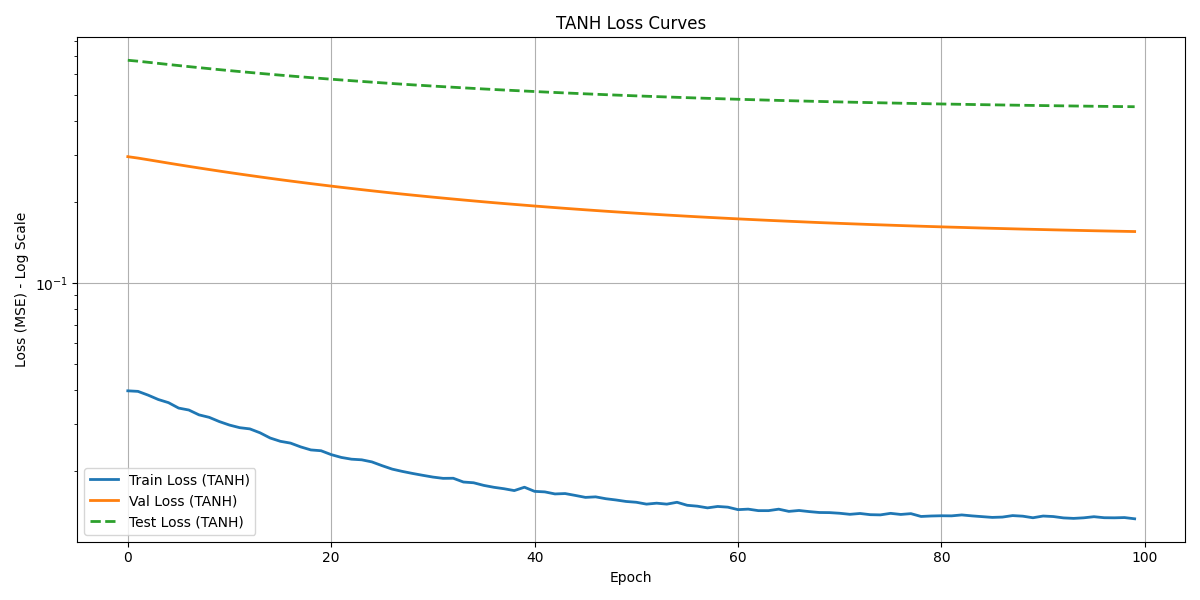 TANH Loss Curves
Loss (MSE) - Log Scale
10⁻¹
Train Loss (TANH)
Val Loss (TANH)
Test Loss (TANH)
0 20 40 60 80 100
Epoch